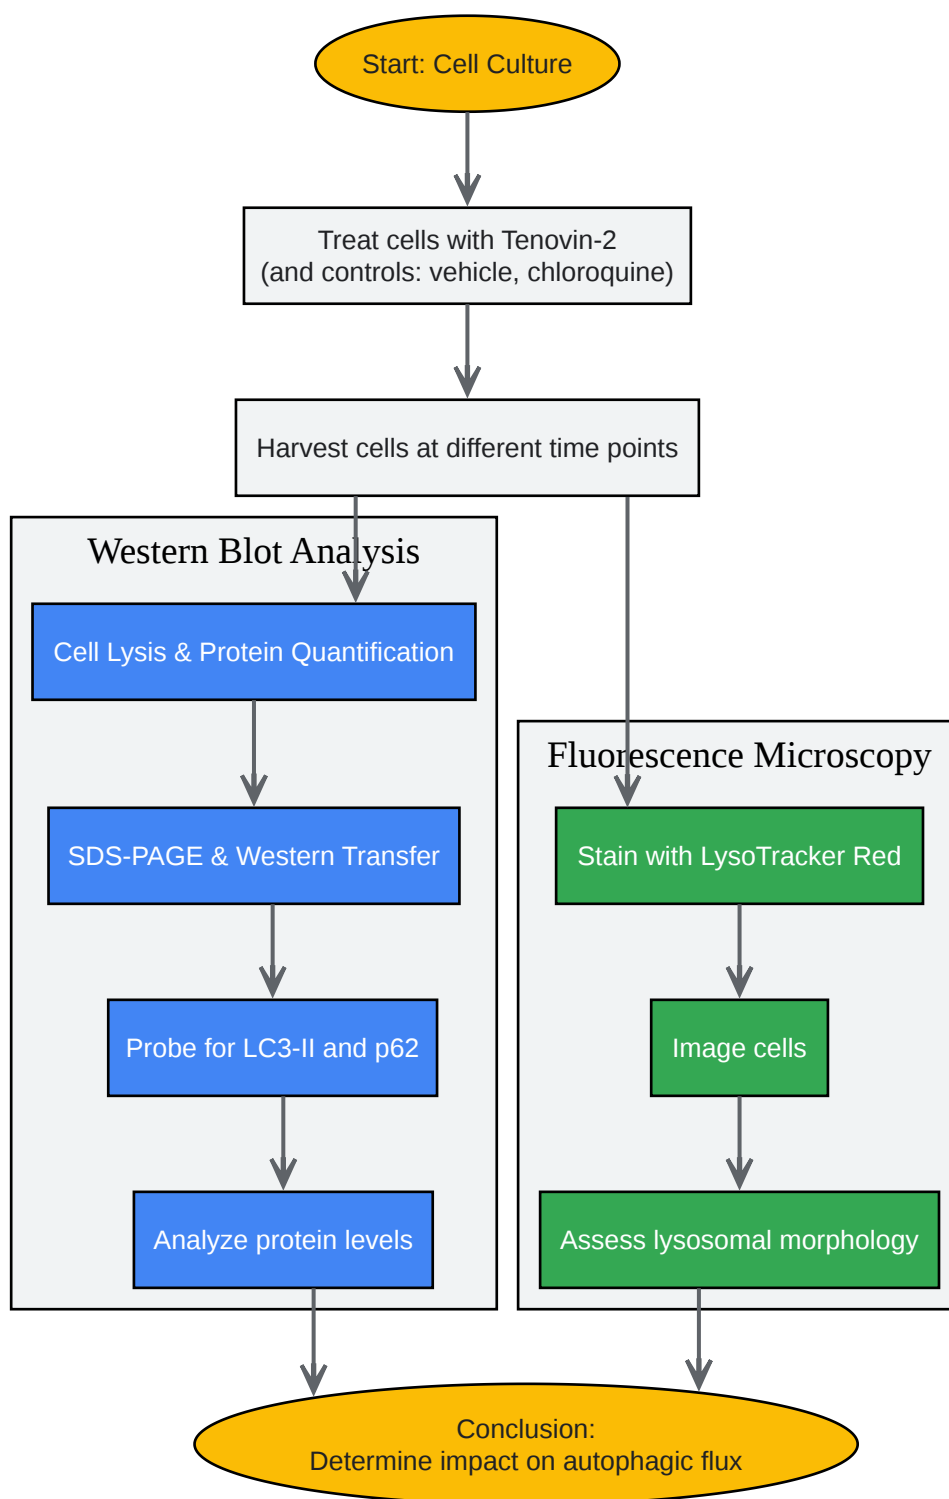 Start: Cell Culture
Treat cells with Tenovin-2
(and controls: vehicle, chloroquine)
Harvest cells at different time points
Western Blot Analysis
Cell Lysis & Protein Quantification
SDS-PAGE & Western Transfer
Probe for LC3-II and p62
Analyze protein levels
Fluorescence Microscopy
Stain with LysoTracker Red
Image cells
Assess lysosomal morphology
Conclusion:
Determine impact on autophagic flux